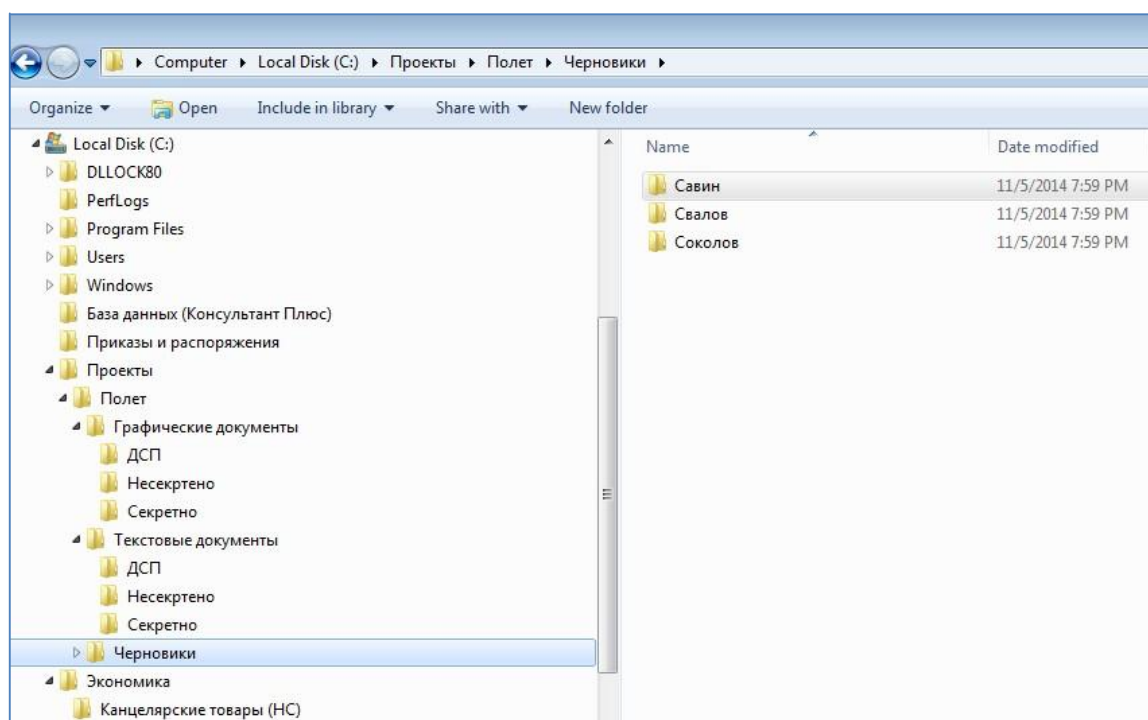 Computer Local Disk (C:) Проекты Полет Черновики
Organize Open Include in library Share with New folder
Local Disk (C:)
DLLOCK80
PerfLogs
Program Files
Users
Windows
База данных (Консультант Плюс)
Приказы и распоряжения
Проекты
Полет
Графические документы
ДСП
Несекртено
Секретно
Текстовые документы
ДСП
Несекртено
Секретно
Черновики
Экономика
Канцелярские товары (НС)
Name Date modified
Савин 11/5/2014 7:59 PM
Свалов 11/5/2014 7:59 PM
Соколов 11/5/2014 7:59 PM